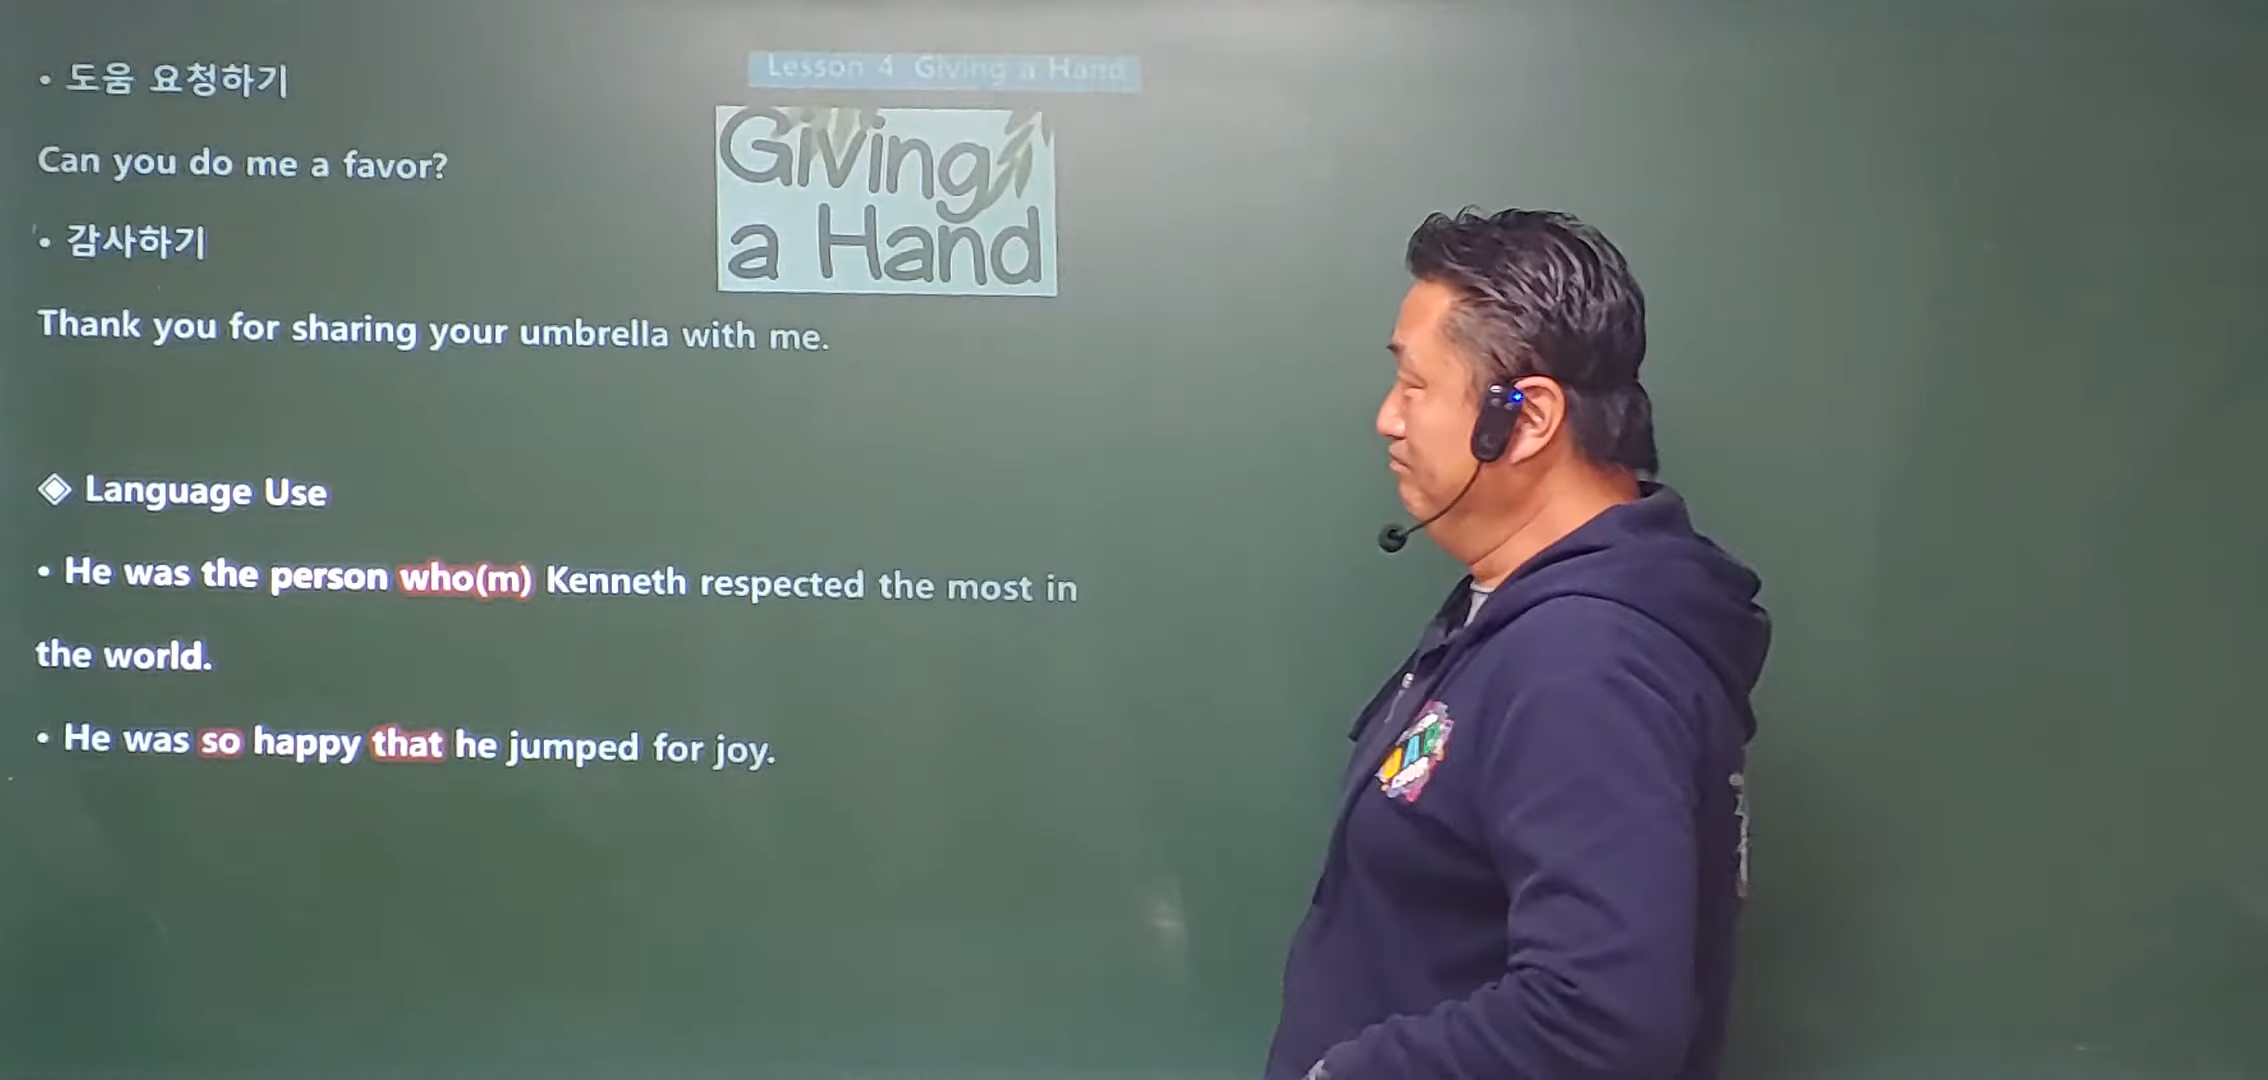 • 도움 요청하기
Lesson 4 Giving a Hand
Giving
a Hand
Can you do me a favor?
• 감사하기
Thank you for sharing your umbrella with me.
◈ Language Use
• He was the person who(m) Kenneth respected the most in
the world.
• He was so happy that he jumped for joy.